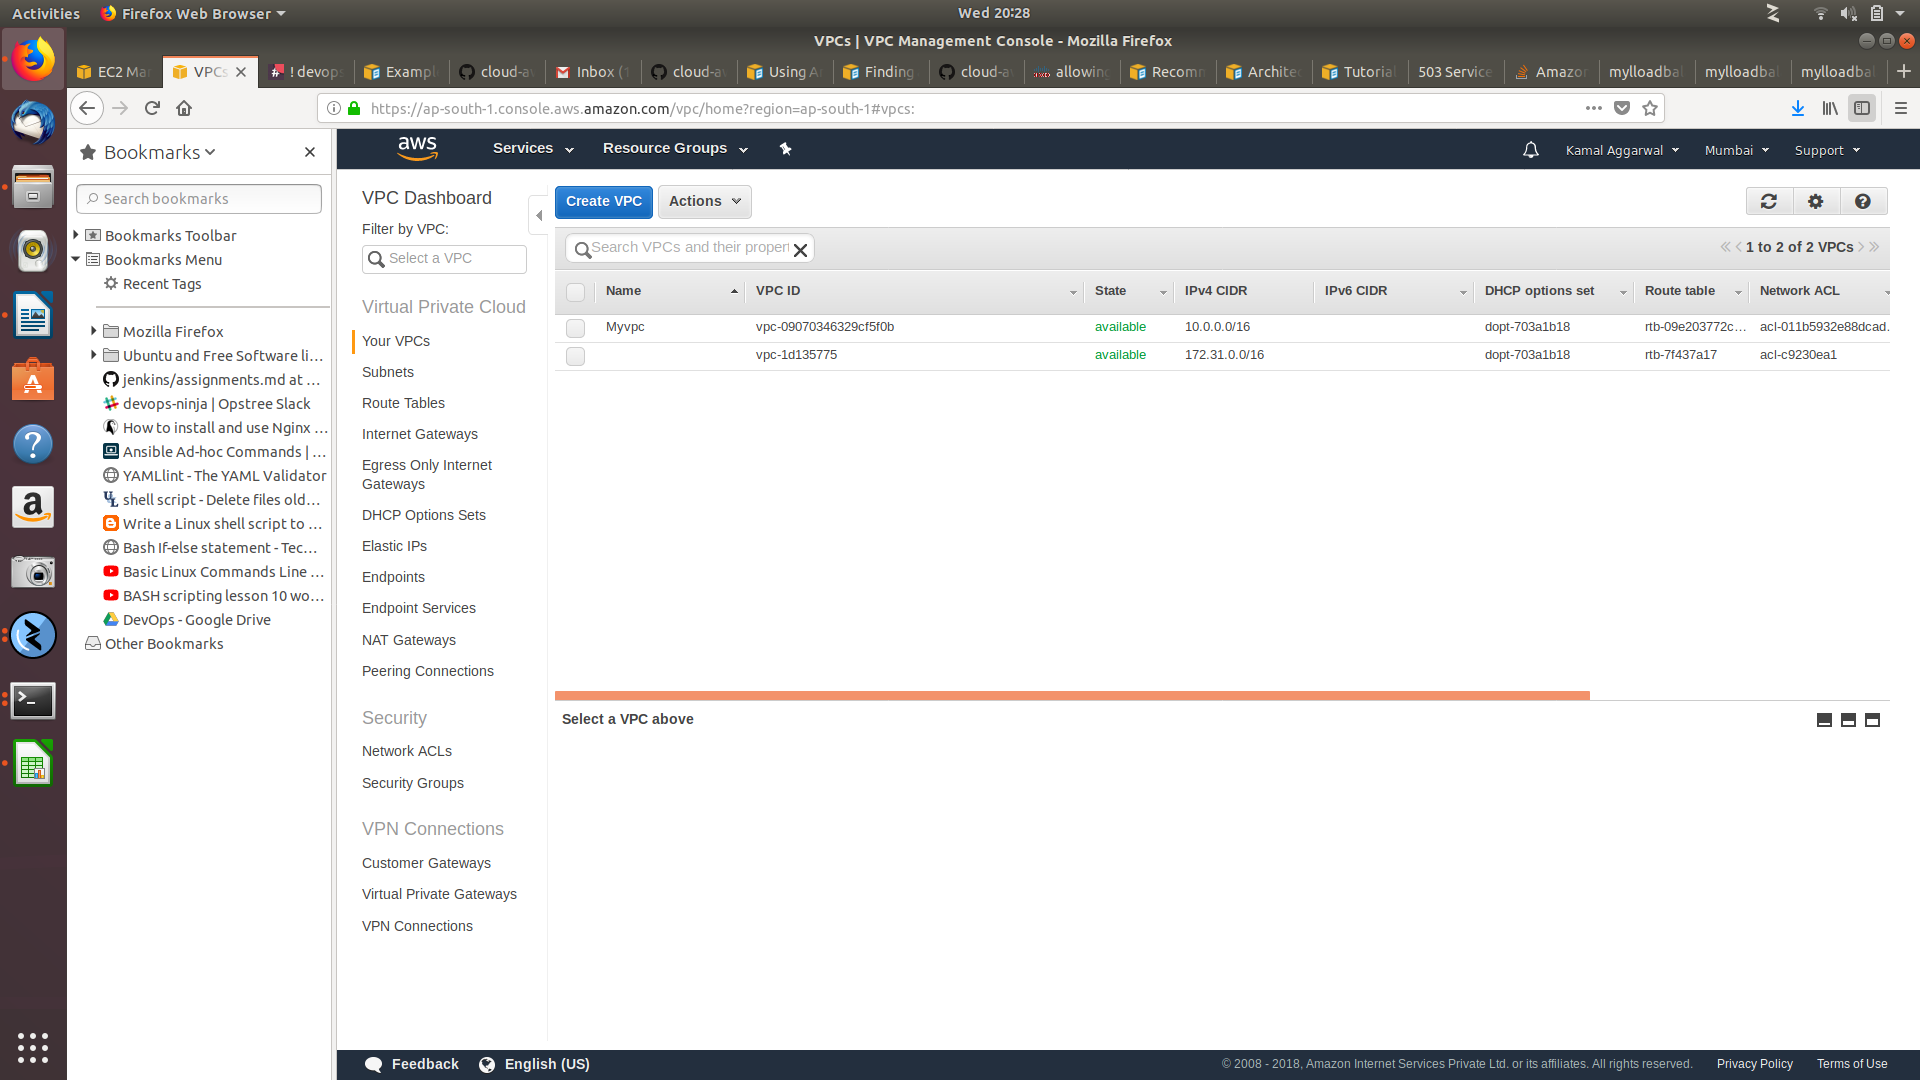 Activities
Firefox Web Browser
Wed 20:28
VPCs | VPC Management Console - Mozilla Firefox
EC2 Ma
VPCs
! devops
Exampl
cloud-aw
Inbox (1
cloud-aw
Using A
Finding
cloud-aw
allowing
Recomm
Archite
Tutorial
503 Service
Amazon
mylloadbal
mylloadbal
mylloadbal
https://ap-south-1.console.aws.amazon.com/vpc/home?region=ap-south-1#vpcs:
Bookmarks
Search bookmarks
Bookmarks Toolbar
Bookmarks Menu
Recent Tags
Mozilla Firefox
Ubuntu and Free Software li…
jenkins/assignments.md at …
devops-ninja | Opstree Slack
How to install and use Nginx …
Ansible Ad-hoc Commands | …
YAMLlint - The YAML Validator
shell script - Delete files old…
Write a Linux shell script to …
Bash If-else statement - Tec…
Basic Linux Commands Line …
BASH scripting lesson 10 wo…
DevOps - Google Drive
Other Bookmarks
aws
Services
Resource Groups
Kamal Aggarwal
Mumbai
Support
VPC Dashboard
Filter by VPC:
Select a VPC
Virtual Private Cloud
Your VPCs
Subnets
Route Tables
Internet Gateways
Egress Only Internet
Gateways
DHCP Options Sets
Elastic IPs
Endpoints
Endpoint Services
NAT Gateways
Peering Connections
Security
Network ACLs
Security Groups
VPN Connections
Customer Gateways
Virtual Private Gateways
VPN Connections
Create VPC
Actions
Search VPCs and their propert
1 to 2 of 2 VPCs
Name VPC ID State IPv4 CIDR IPv6 CIDR DHCP options set Route table Network ACL
Myvpc vpc-09070346329cf5f0b available 10.0.0.0/16 dopt-703a1b18 rtb-09e203772c… acl-011b5932e88dcad.
vpc-1d135775 available 172.31.0.0/16 dopt-703a1b18 rtb-7f437a17 acl-c9230ea1
Select a VPC above
Feedback
English (US)
© 2008 - 2018, Amazon Internet Services Private Ltd. or its affiliates. All rights reserved.
Privacy Policy
Terms of Use